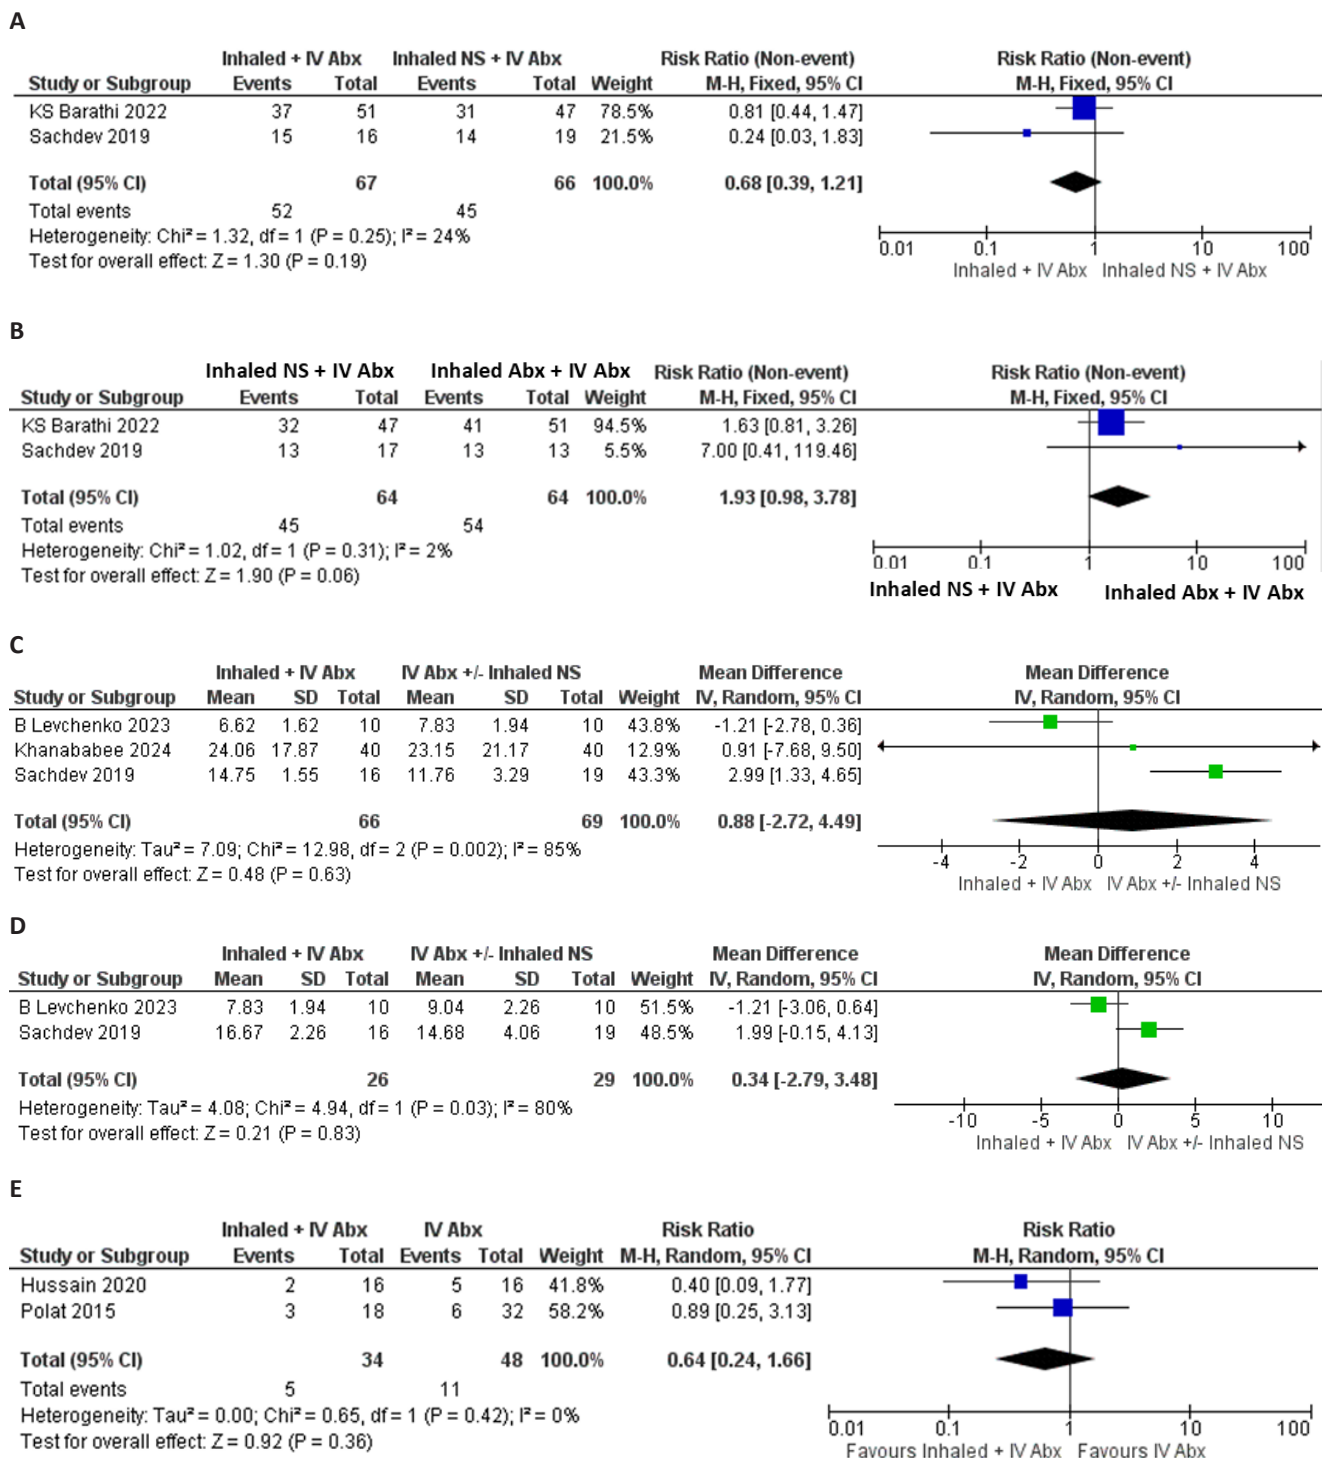 A
Inhaled + IV Abx Inhaled NS + IV Abx Risk Ratio (Non-event) Risk Ratio (Non-event)
Study or Subgroup Events Total Events Total Weight M-H, Fixed, 95% CI M-H, Fixed, 95% CI
KS Barathi 2022 37 51 31 47 78.5% 0.81 [0.44, 1.47]
Sachdev 2019 15 16 14 19 21.5% 0.24 [0.03, 1.83]
Total (95% CI) 67 66 100.0% 0.68 [0.39, 1.21]
Total events 52 45
Heterogeneity: Chi² = 1.32, df = 1 (P = 0.25); I² = 24%
Test for overall effect: Z = 1.30 (P = 0.19)
0.01 0.1 1 10 100
Inhaled + IV Abx Inhaled NS + IV Abx
B
Inhaled NS + IV Abx Inhaled Abx + IV Abx Risk Ratio (Non-event) Risk Ratio (Non-event)
Study or Subgroup Events Total Events Total Weight M-H, Fixed, 95% CI M-H, Fixed, 95% CI
KS Barathi 2022 32 47 41 51 94.5% 1.63 [0.81, 3.26]
Sachdev 2019 13 17 13 13 5.5% 7.00 [0.41, 119.46]
Total (95% CI) 64 64 100.0% 1.93 [0.98, 3.78]
Total events 45 54
Heterogeneity: Chi² = 1.02, df = 1 (P = 0.31); I² = 2%
Test for overall effect: Z = 1.90 (P = 0.06)
0.01 0.1 1 10 100
Inhaled NS + IV Abx Inhaled Abx + IV Abx
C
Inhaled + IV Abx IV Abx +/- Inhaled NS Mean Difference Mean Difference
Study or Subgroup Mean SD Total Mean SD Total Weight IV, Random, 95% CI IV, Random, 95% CI
B Levchenko 2023 6.62 1.62 10 7.83 1.94 10 43.8% -1.21 [-2.78, 0.36]
Khanababee 2024 24.06 17.87 40 23.15 21.17 40 12.9% 0.91 [-7.68, 9.50]
Sachdev 2019 14.75 1.55 16 11.76 3.29 19 43.3% 2.99 [1.33, 4.65]
Total (95% CI) 66 69 100.0% 0.88 [-2.72, 4.49]
Heterogeneity: Tau² = 7.09; Chi² = 12.98, df = 2 (P = 0.002); I² = 85%
Test for overall effect: Z = 0.48 (P = 0.63)
-4 -2 0 2 4
Inhaled + IV Abx IV Abx +/- Inhaled NS
D
Inhaled + IV Abx IV Abx +/- Inhaled NS Mean Difference Mean Difference
Study or Subgroup Mean SD Total Mean SD Total Weight IV, Random, 95% CI IV, Random, 95% CI
B Levchenko 2023 7.83 1.94 10 9.04 2.26 10 51.5% -1.21 [-3.06, 0.64]
Sachdev 2019 16.67 2.26 16 14.68 4.06 19 48.5% 1.99 [-0.15, 4.13]
Total (95% CI) 26 29 100.0% 0.34 [-2.79, 3.48]
Heterogeneity: Tau² = 4.08; Chi² = 4.94, df = 1 (P = 0.03); I² = 80%
Test for overall effect: Z = 0.21 (P = 0.83)
-10 -5 0 5 10
Inhaled + IV Abx IV Abx +/- Inhaled NS
E
Inhaled + IV Abx IV Abx Risk Ratio Risk Ratio
Study or Subgroup Events Total Events Total Weight M-H, Random, 95% CI M-H, Random, 95% CI
Hussain 2020 2 16 5 16 41.8% 0.40 [0.09, 1.77]
Polat 2015 3 18 6 32 58.2% 0.89 [0.25, 3.13]
Total (95% CI) 34 48 100.0% 0.64 [0.24, 1.66]
Total events 5 11
Heterogeneity: Tau² = 0.00; Chi² = 0.65, df = 1 (P = 0.42); I² = 0%
Test for overall effect: Z = 0.92 (P = 0.36)
0.01 0.1 1 10 100
Favours Inhaled + IV Abx Favours IV Abx